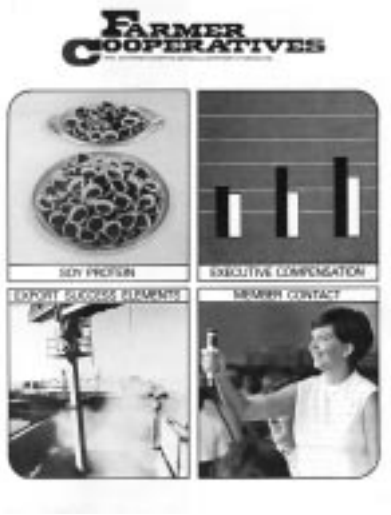 FARMER
COOPERATIVES
SOY PROTEIN
EXECUTIVE COMPENSATION
EXPORT SUCCESS ELEMENTS
MEMBER CONTACT